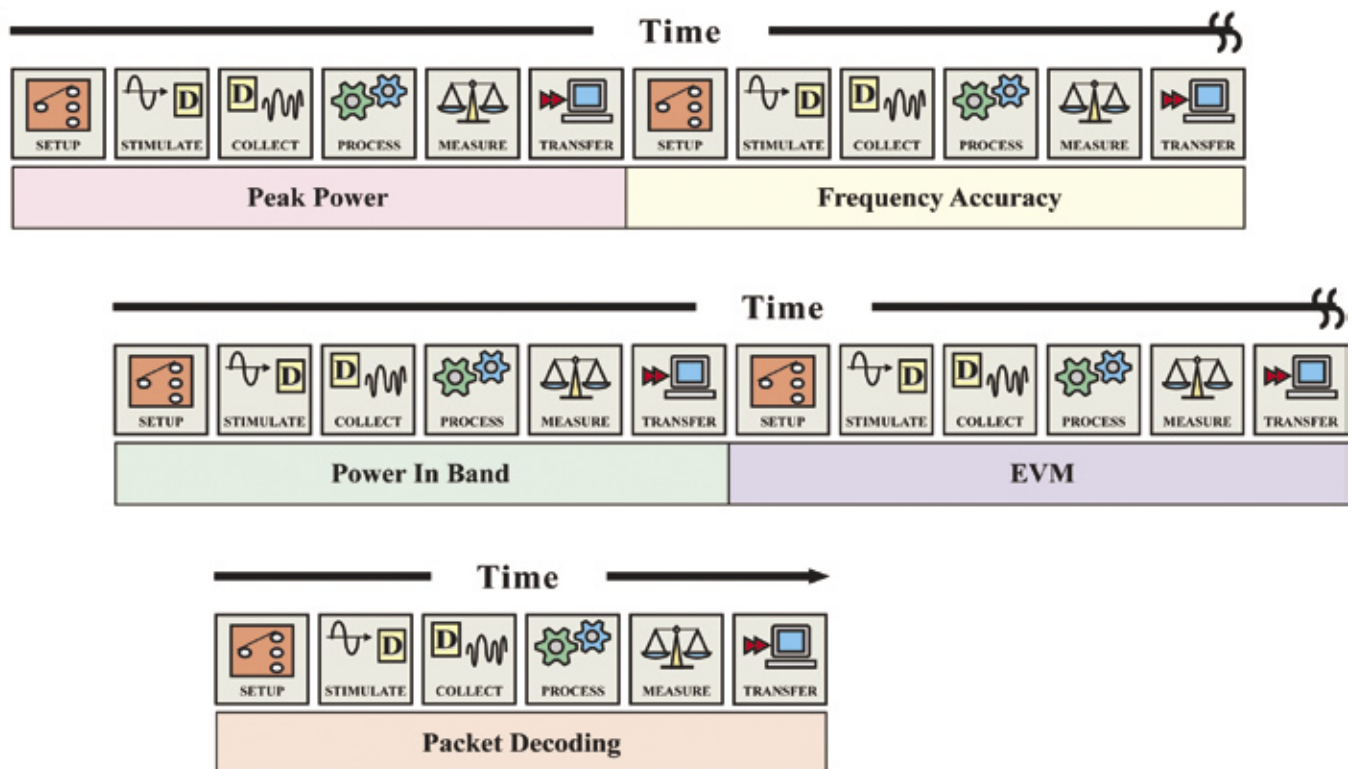 Time
D D D D
SETUP STIMULATE COLLECT PROCESS MEASURE TRANSFER SETUP STIMULATE COLLECT PROCESS MEASURE TRANSFER
Peak Power Frequency Accuracy
Time
D D D D
SETUP STIMULATE COLLECT PROCESS MEASURE TRANSFER SETUP STIMULATE COLLECT PROCESS MEASURE TRANSFER
Power In Band EVM
Time
D D
SETUP STIMULATE COLLECT PROCESS MEASURE TRANSFER
Packet Decoding